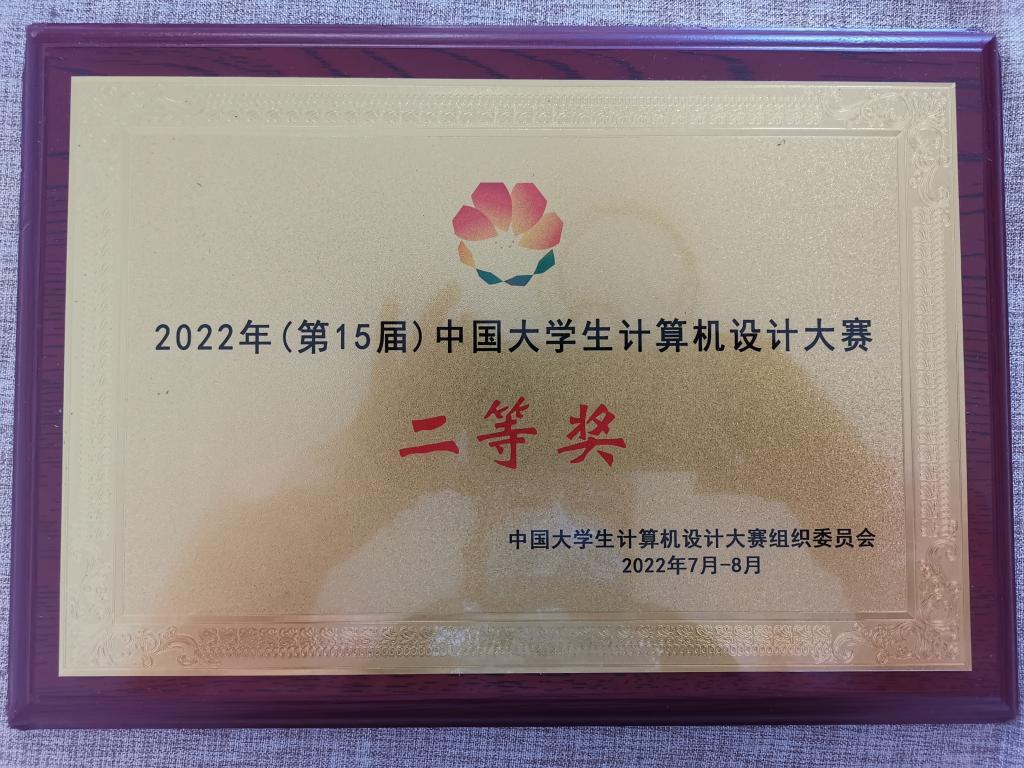 2022年(第15届)中国大学生计算机设计大赛
二等奖
中国大学生计算机设计大赛组织委员会
2022年7月-8月